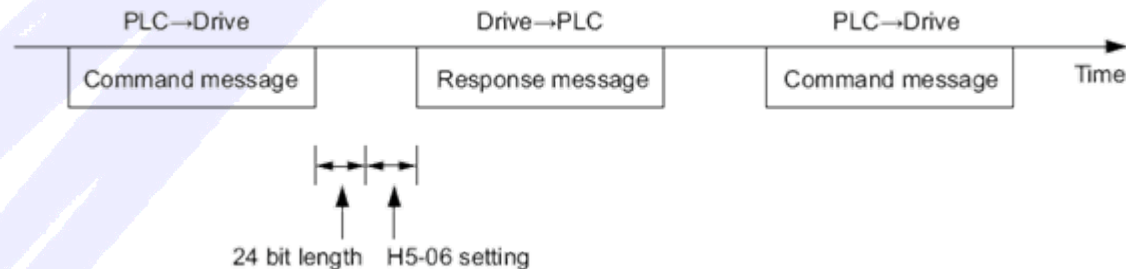 PLC→Drive Drive→PLC PLC→Drive
Command message Response message Command message
Time
24 bit length H5-06 setting